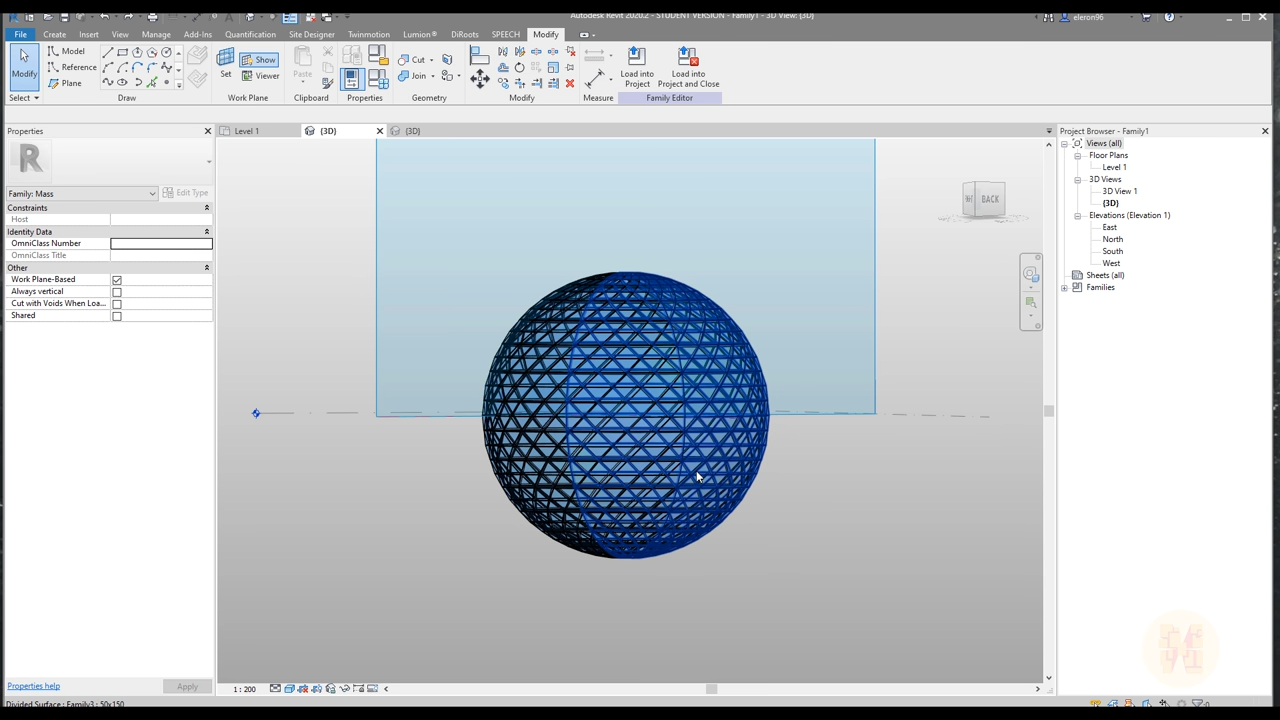 Autodesk Revit 2020.2 - STUDENT VERSION - Family1 - 3D View: {3D}
eleron96
File Create Insert View Manage Add-Ins Quantification Site Designer Twinmotion Lumion® DiRoots SPEECH Modify
Modify
Model
Reference
Plane
Set
Show
Viewer
Paste
Cut
Join
Load into
Project
Load into
Project and Close
Select Draw Work Plane Clipboard Properties Geometry Modify Measure Family Editor
Properties
Level 1
{3D}
{3D}
Project Browser - Family1
Family: Mass
Edit Type
Constraints
Host
Identity Data
OmniClass Number
OmniClass Title
Other
Work Plane-Based
Always vertical
Cut with Voids When Loa...
Shared
Views (all)
Floor Plans
Level 1
3D Views
3D View 1
{3D}
Elevations (Elevation 1)
East
North
South
West
Sheets (all)
Families
BACK
Properties help
Apply
1 : 200
Divided Surface : Family3 : 50x150
:0